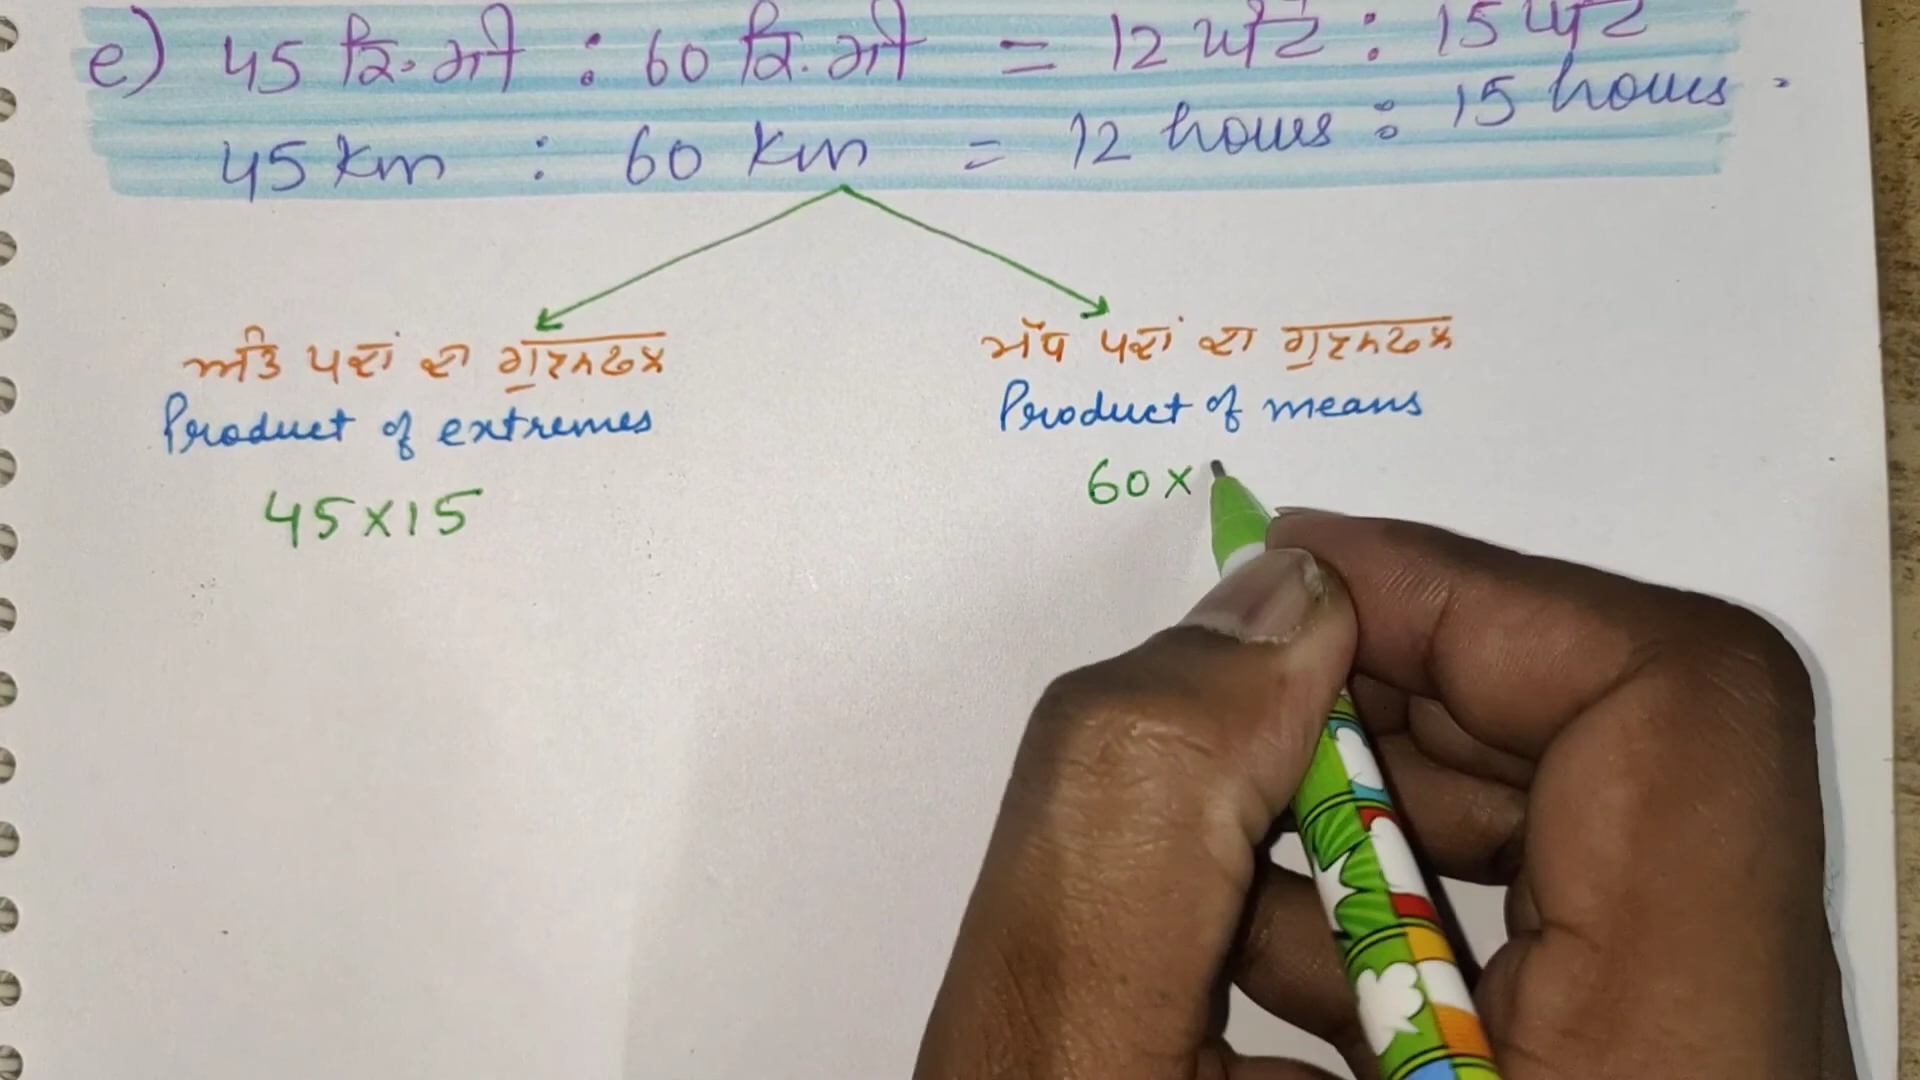 e) 45 ਕਿ.ਮੀ : 60 ਕਿ.ਮੀ = 12 ਘੰਟੇ : 15 ਘੰਟੇ
45 km : 60 km = 12 hours : 15 hours .
ਅੰਤ ਪਦਾਂ ਦਾ ਗੁਣਨਫਲ
ਮੱਧ ਪਦਾਂ ਦਾ ਗੁਣਨਫਲ
Product of extremes
Product of means
45×15
60×